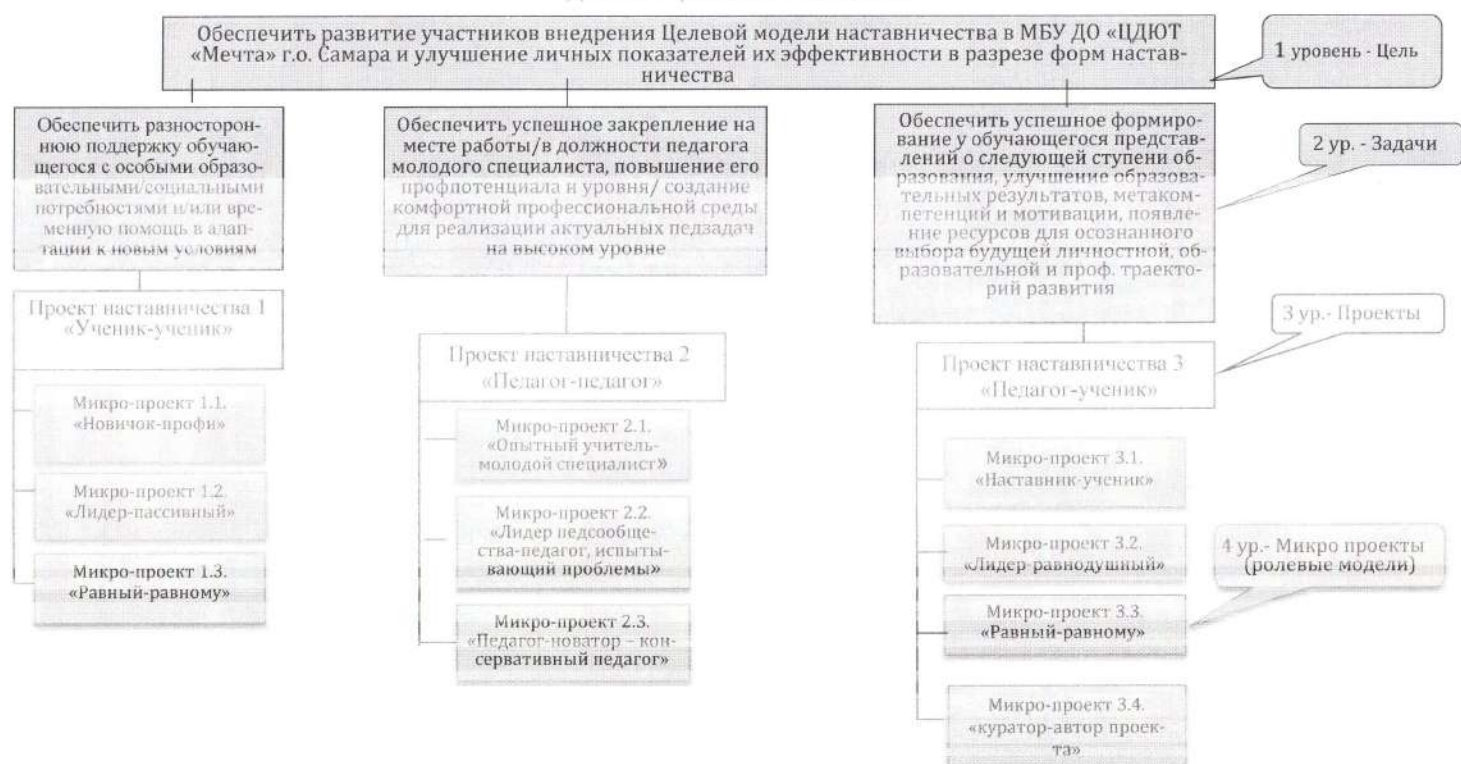 Обеспечить развитие участников внедрения Целевой модели наставничества в МБУ ДО «ЦДЮТ
«Мечта» г.о. Самара и улучшение личных показателей их эффективности в разрезе форм настав-
ничества
1 уровень - Цель
Обеспечить разносторон-
нюю поддержку обучаю-
щегося с особыми образо-
вательными/социальными
потребностями и/или вре-
менную помощь в адап-
тации к новым условиям
Обеспечить успешное закрепление на
месте работы/в должности педагога
молодого специалиста, повышение его
профпотенциала и уровня/ создание
комфортной профессиональной среды
для реализации актуальных педзадач
на высоком уровне
Обеспечить успешное формиро-
вание у обучающегося представ-
лений о следующей ступени об-
разования, улучшение образова-
тельных результатов, метаком-
петенций и мотивации, появле-
ние ресурсов для осознанного
выбора будущей личностной, об-
разовательной и проф. траекто-
рий развития
2 ур. - Задачи
Проект наставничества 1
«Ученик-ученик»
Проект наставничества 2
«Педагог-педагог»
Проект наставничества 3
«Педагог-ученик»
3 ур.- Проекты
Микро-проект 1.1.
«Новичок-профи»
Микро-проект 1.2.
«Лидер-пассивный»
Микро-проект 1.3.
«Равный-равному»
Микро-проект 2.1.
«Опытный учитель-
молодой специалист»
Микро-проект 2.2.
«Лидер педсообще-
ства-педагог, испыты-
вающий проблемы»
Микро-проект 2.3.
«Педагог-новатор – кон-
сервативный педагог»
Микро-проект 3.1.
«Наставник-ученик»
Микро-проект 3.2.
«Лидер-равнодушный»
Микро-проект 3.3.
«Равный-равному»
Микро-проект 3.4.
«куратор-автор проек-
та»
4 ур.- Микро проекты
(ролевые модели)